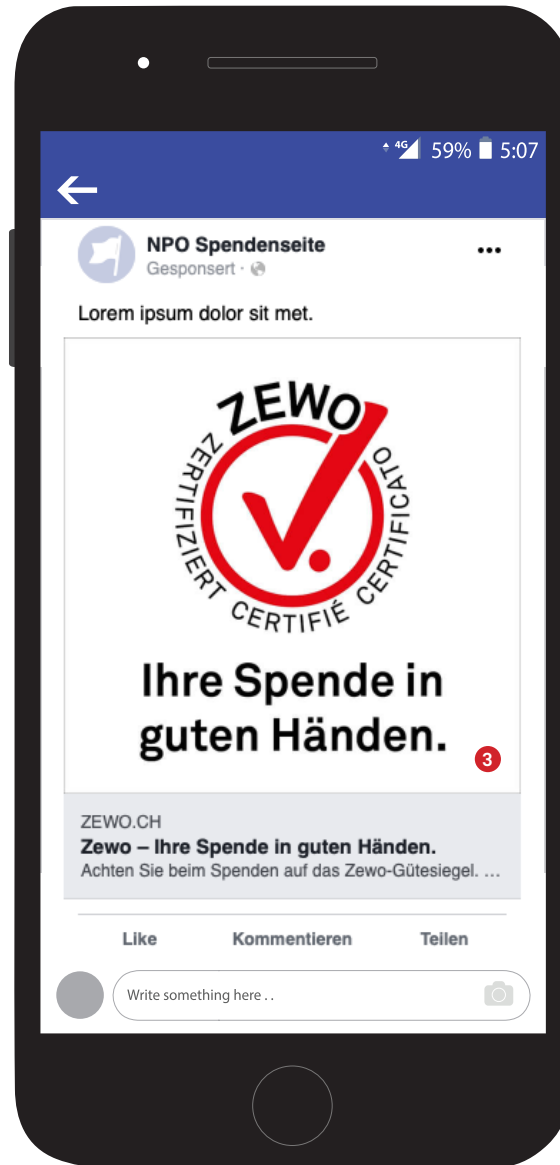 4G 59% 5:07
NPO Spendenseite
Gesponsert ·
Lorem ipsum dolor sit met.
ZEWO
ZERTIFIZIERT CERTIFIÉ CERTIFICATO
Ihre Spende in
guten Händen.
3
ZEWO.CH
Zewo – Ihre Spende in guten Händen.
Achten Sie beim Spenden auf das Zewo-Gütesiegel. ...
Like Kommentieren Teilen
Write something here . .